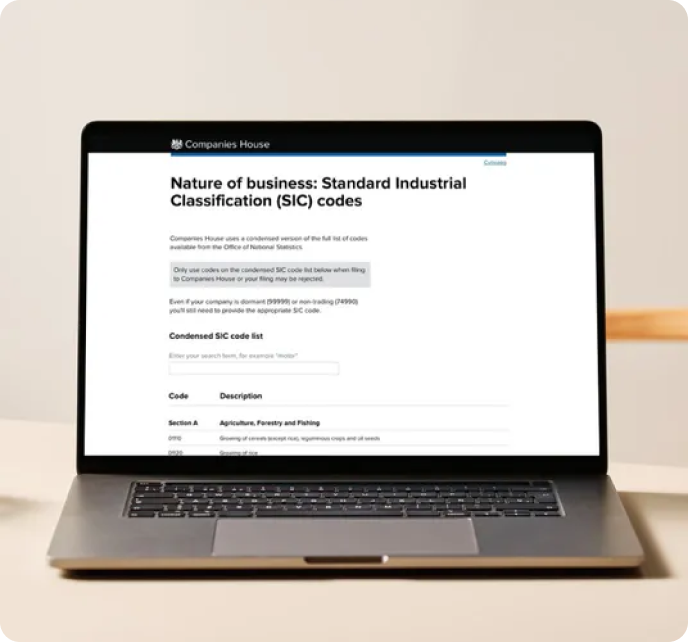 Companies House
Nature of business: Standard Industrial
Classification (SIC) codes
Companies House uses a condensed version of the full list of codes
available from the Office of National Statistics.
Only use codes on the condensed SIC code list below when filing
to Companies House or your filing may be rejected.
Even if your company is dormant (99999) or non-trading (74990)
you'll still need to provide the appropriate SIC code.
Condensed SIC code list
Enter your search term, for example "motor"
Code Description
Section A Agriculture, Forestry and Fishing
01110 Growing of cereals (except rice), leguminous crops and oil seeds
01120 Growing of rice